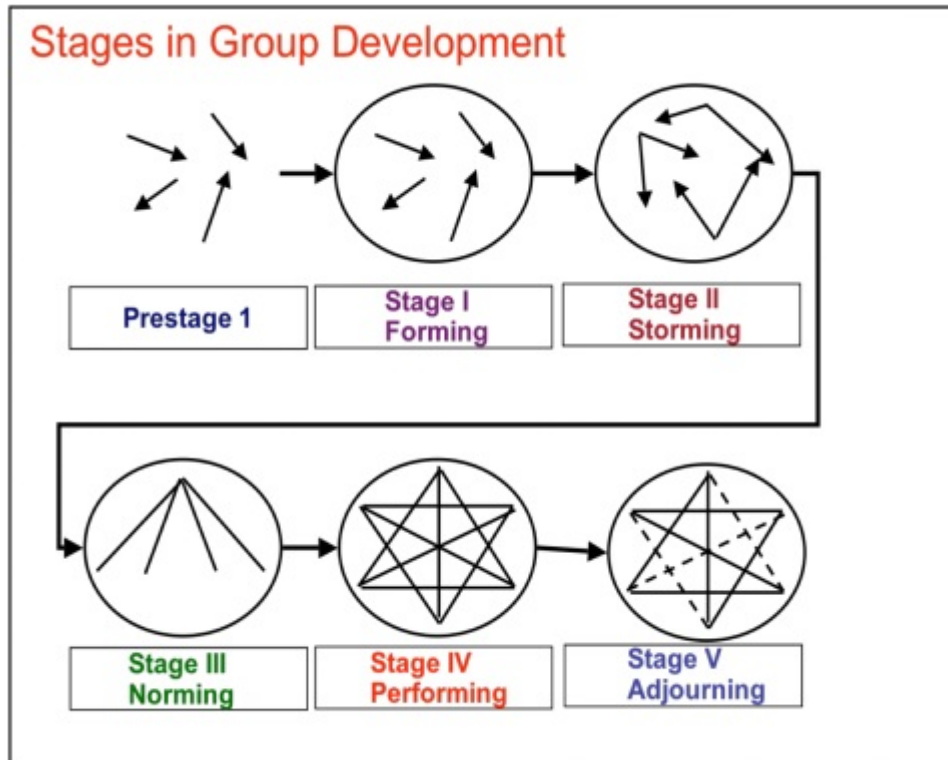 Stages in Group Development
Prestage 1
Stage I
Forming
Stage II
Storming
Stage III
Norming
Stage IV
Performing
Stage V
Adjourning